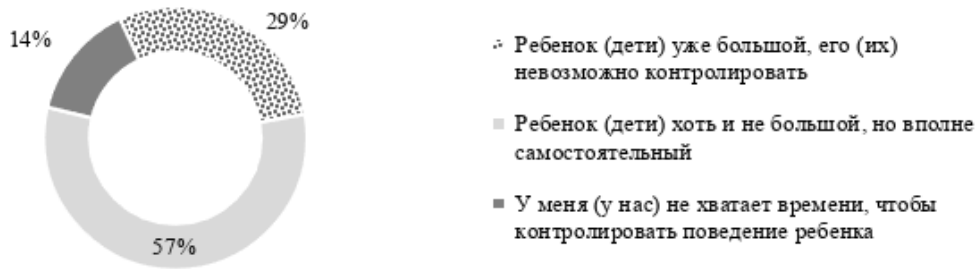 29%
14%
57%
Ребенок (дети) уже большой, его (их)
невозможно контролировать
Ребенок (дети) хоть и не большой, но вполне
самостоятельный
У меня (у нас) не хватает времени, чтобы
контролировать поведение ребенка